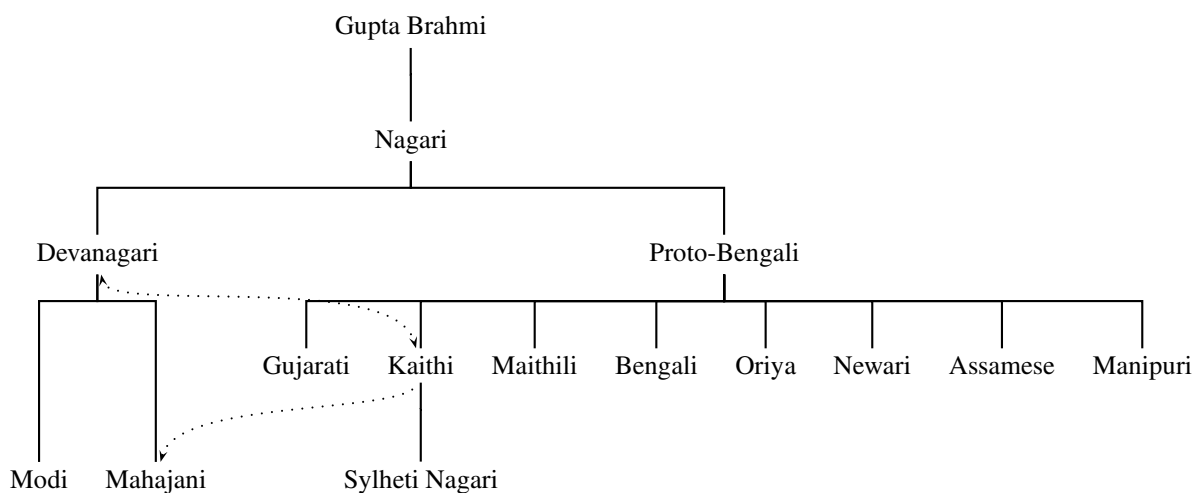 Gupta Brahmi
Nagari
Devanagari Proto-Bengali
Gujarati Kaithi Maithili Bengali Oriya Newari Assamese Manipuri
Modi Mahajani Sylheti Nagari